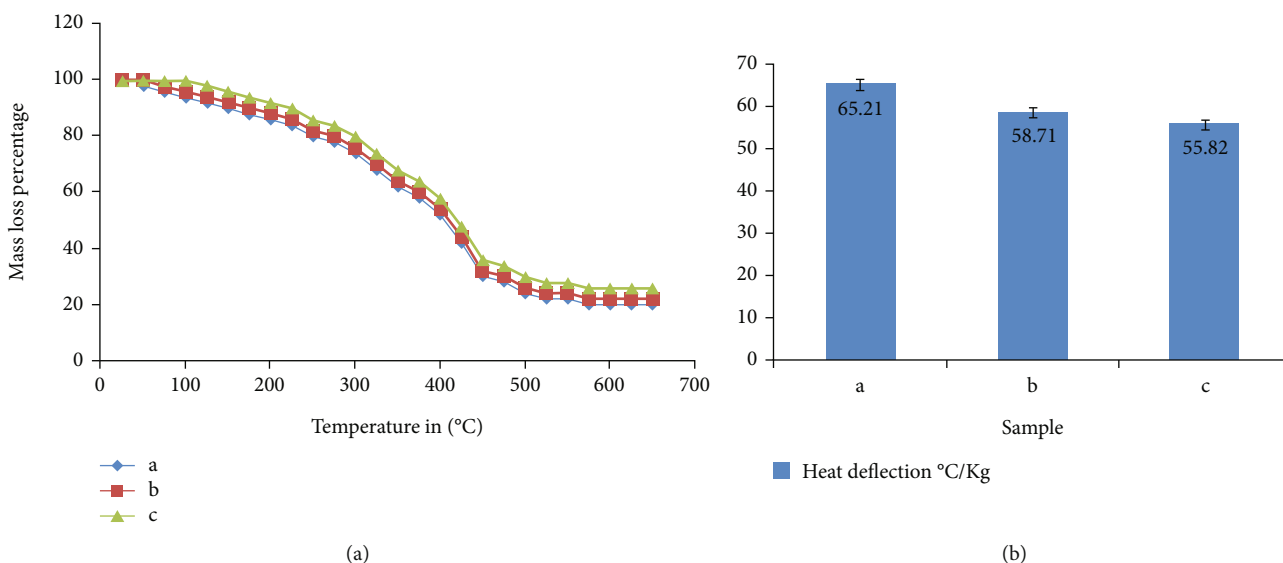 120
100
80
60
40
20
0
Mass loss percentage
0 100 200 300 400 500 600 700
Temperature in (°C)
a
b
c
(a)
70
60
50
40
30
20
10
0
65.21
58.71
55.82
a b c
Sample
Heat deflection °C/Kg
(b)